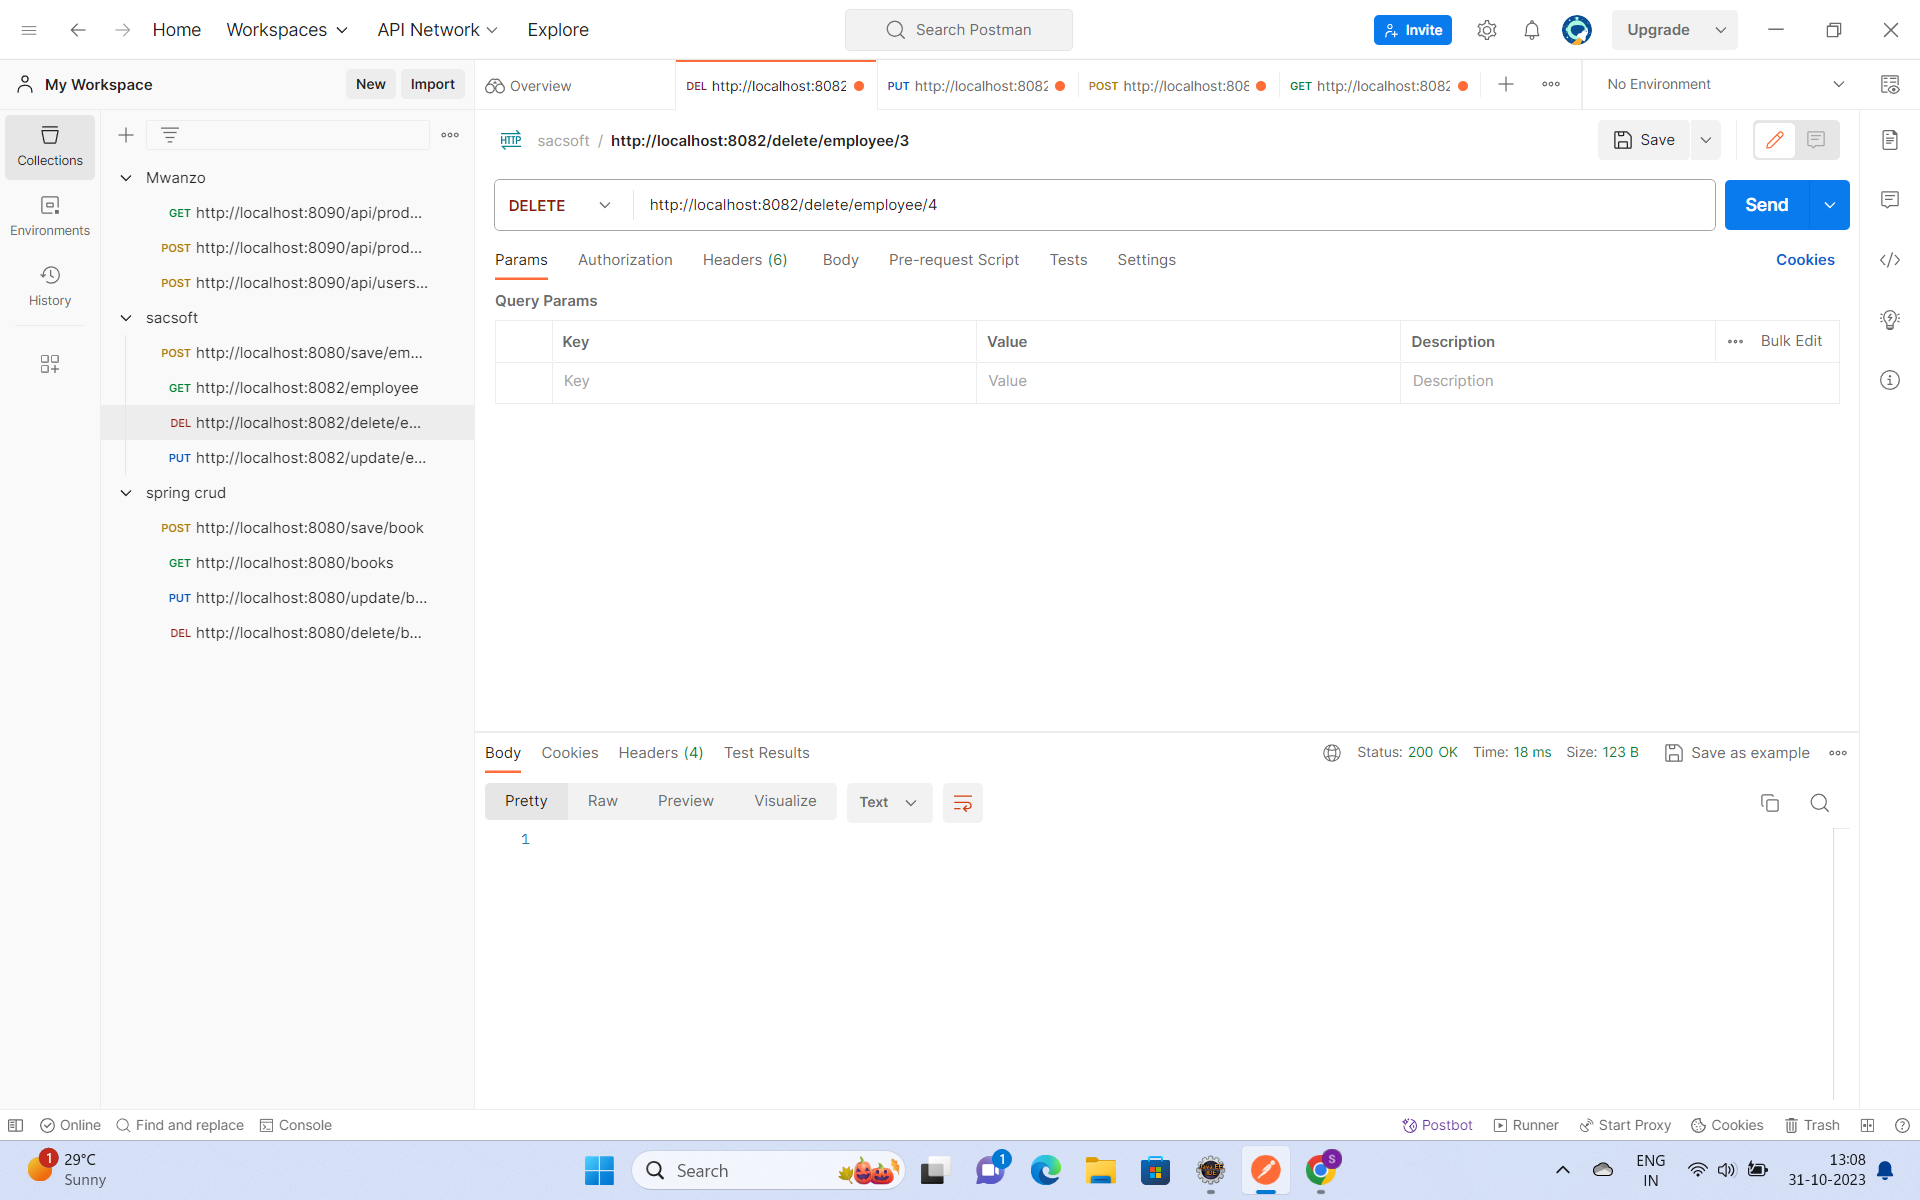 Home
Workspaces
API Network
Explore
Search Postman
Invite
Upgrade
My Workspace
New
Import
Overview
DEL http://localhost:8082
PUT http://localhost:8082
POST http://localhost:808
GET http://localhost:8082
No Environment
Collections
Environments
History
Mwanzo
GET http://localhost:8090/api/prod...
POST http://localhost:8090/api/prod...
POST http://localhost:8090/api/users...
sacsoft
POST http://localhost:8080/save/em...
GET http://localhost:8082/employee
DEL http://localhost:8082/delete/e...
PUT http://localhost:8082/update/e...
spring crud
POST http://localhost:8080/save/book
GET http://localhost:8080/books
PUT http://localhost:8080/update/b...
DEL http://localhost:8080/delete/b...
HTTP sacsoft / http://localhost:8082/delete/employee/3
Save
DELETE http://localhost:8082/delete/employee/4
Send
Params Authorization Headers (6) Body Pre-request Script Tests Settings
Cookies
Query Params
Key Value Description Bulk Edit
Key Value Description
Body Cookies Headers (4) Test Results
Status: 200 OK Time: 18 ms Size: 123 B Save as example
Pretty Raw Preview Visualize Text
1
Online Find and replace Console
Postbot Runner Start Proxy Cookies Trash
1
29°C
Sunny
Search
1
S
ENG
IN
13:08
31-10-2023